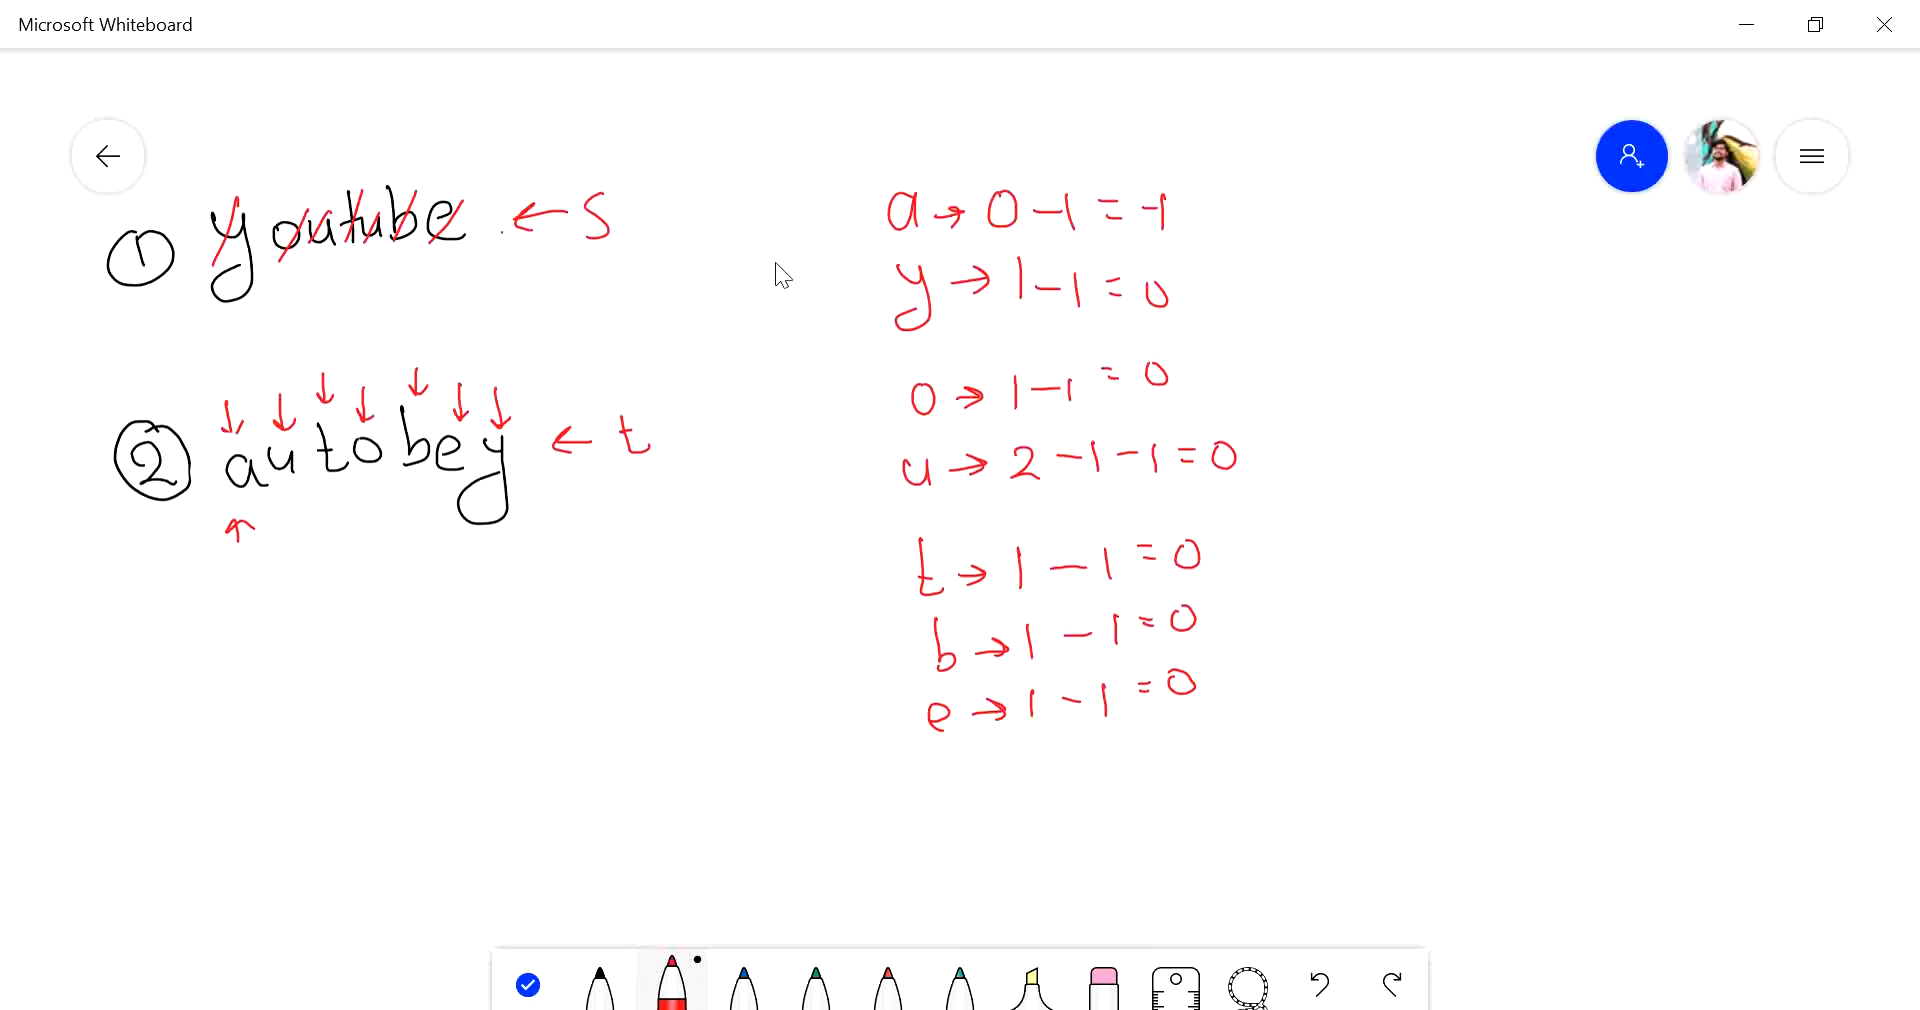 Microsoft Whiteboard
① youtube ← s
② autobey ← t
a → 0 - 1 = -1
y → 1 - 1 = 0
o → 1 - 1 = 0
u → 2 - 1 - 1 = 0
t → 1 - 1 = 0
b → 1 - 1 = 0
e → 1 - 1 = 0